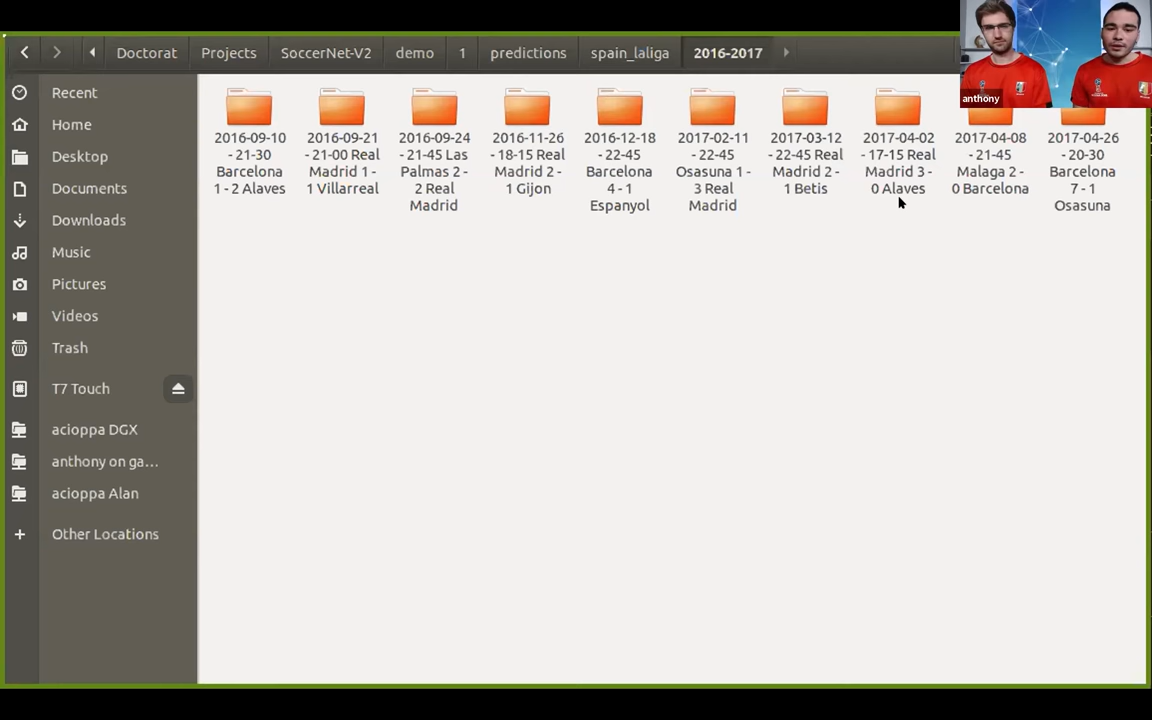 Doctorat
Projects
SoccerNet-V2
demo
1
predictions
spain_laliga
2016-2017
anthony
Recent
Home
Desktop
Documents
Downloads
Music
Pictures
Videos
Trash
T7 Touch
acioppa DGX
anthony on ga...
acioppa Alan
Other Locations
2016-09-10
- 21-30
Barcelona
1 - 2 Alaves
2016-09-21
- 21-00 Real
Madrid 1 -
1 Villarreal
2016-09-24
- 21-45 Las
Palmas 2 -
2 Real
Madrid
2016-11-26
- 18-15 Real
Madrid 2 -
1 Gijon
2016-12-18
- 22-45
Barcelona
4 - 1
Espanyol
2017-02-11
- 22-45
Osasuna 1 -
3 Real
Madrid
2017-03-12
- 22-45 Real
Madrid 2 -
1 Betis
2017-04-02
- 17-15 Real
Madrid 3 -
0 Alaves
2017-04-08
- 21-45
Malaga 2 -
0 Barcelona
2017-04-26
- 20-30
Barcelona
7 - 1
Osasuna